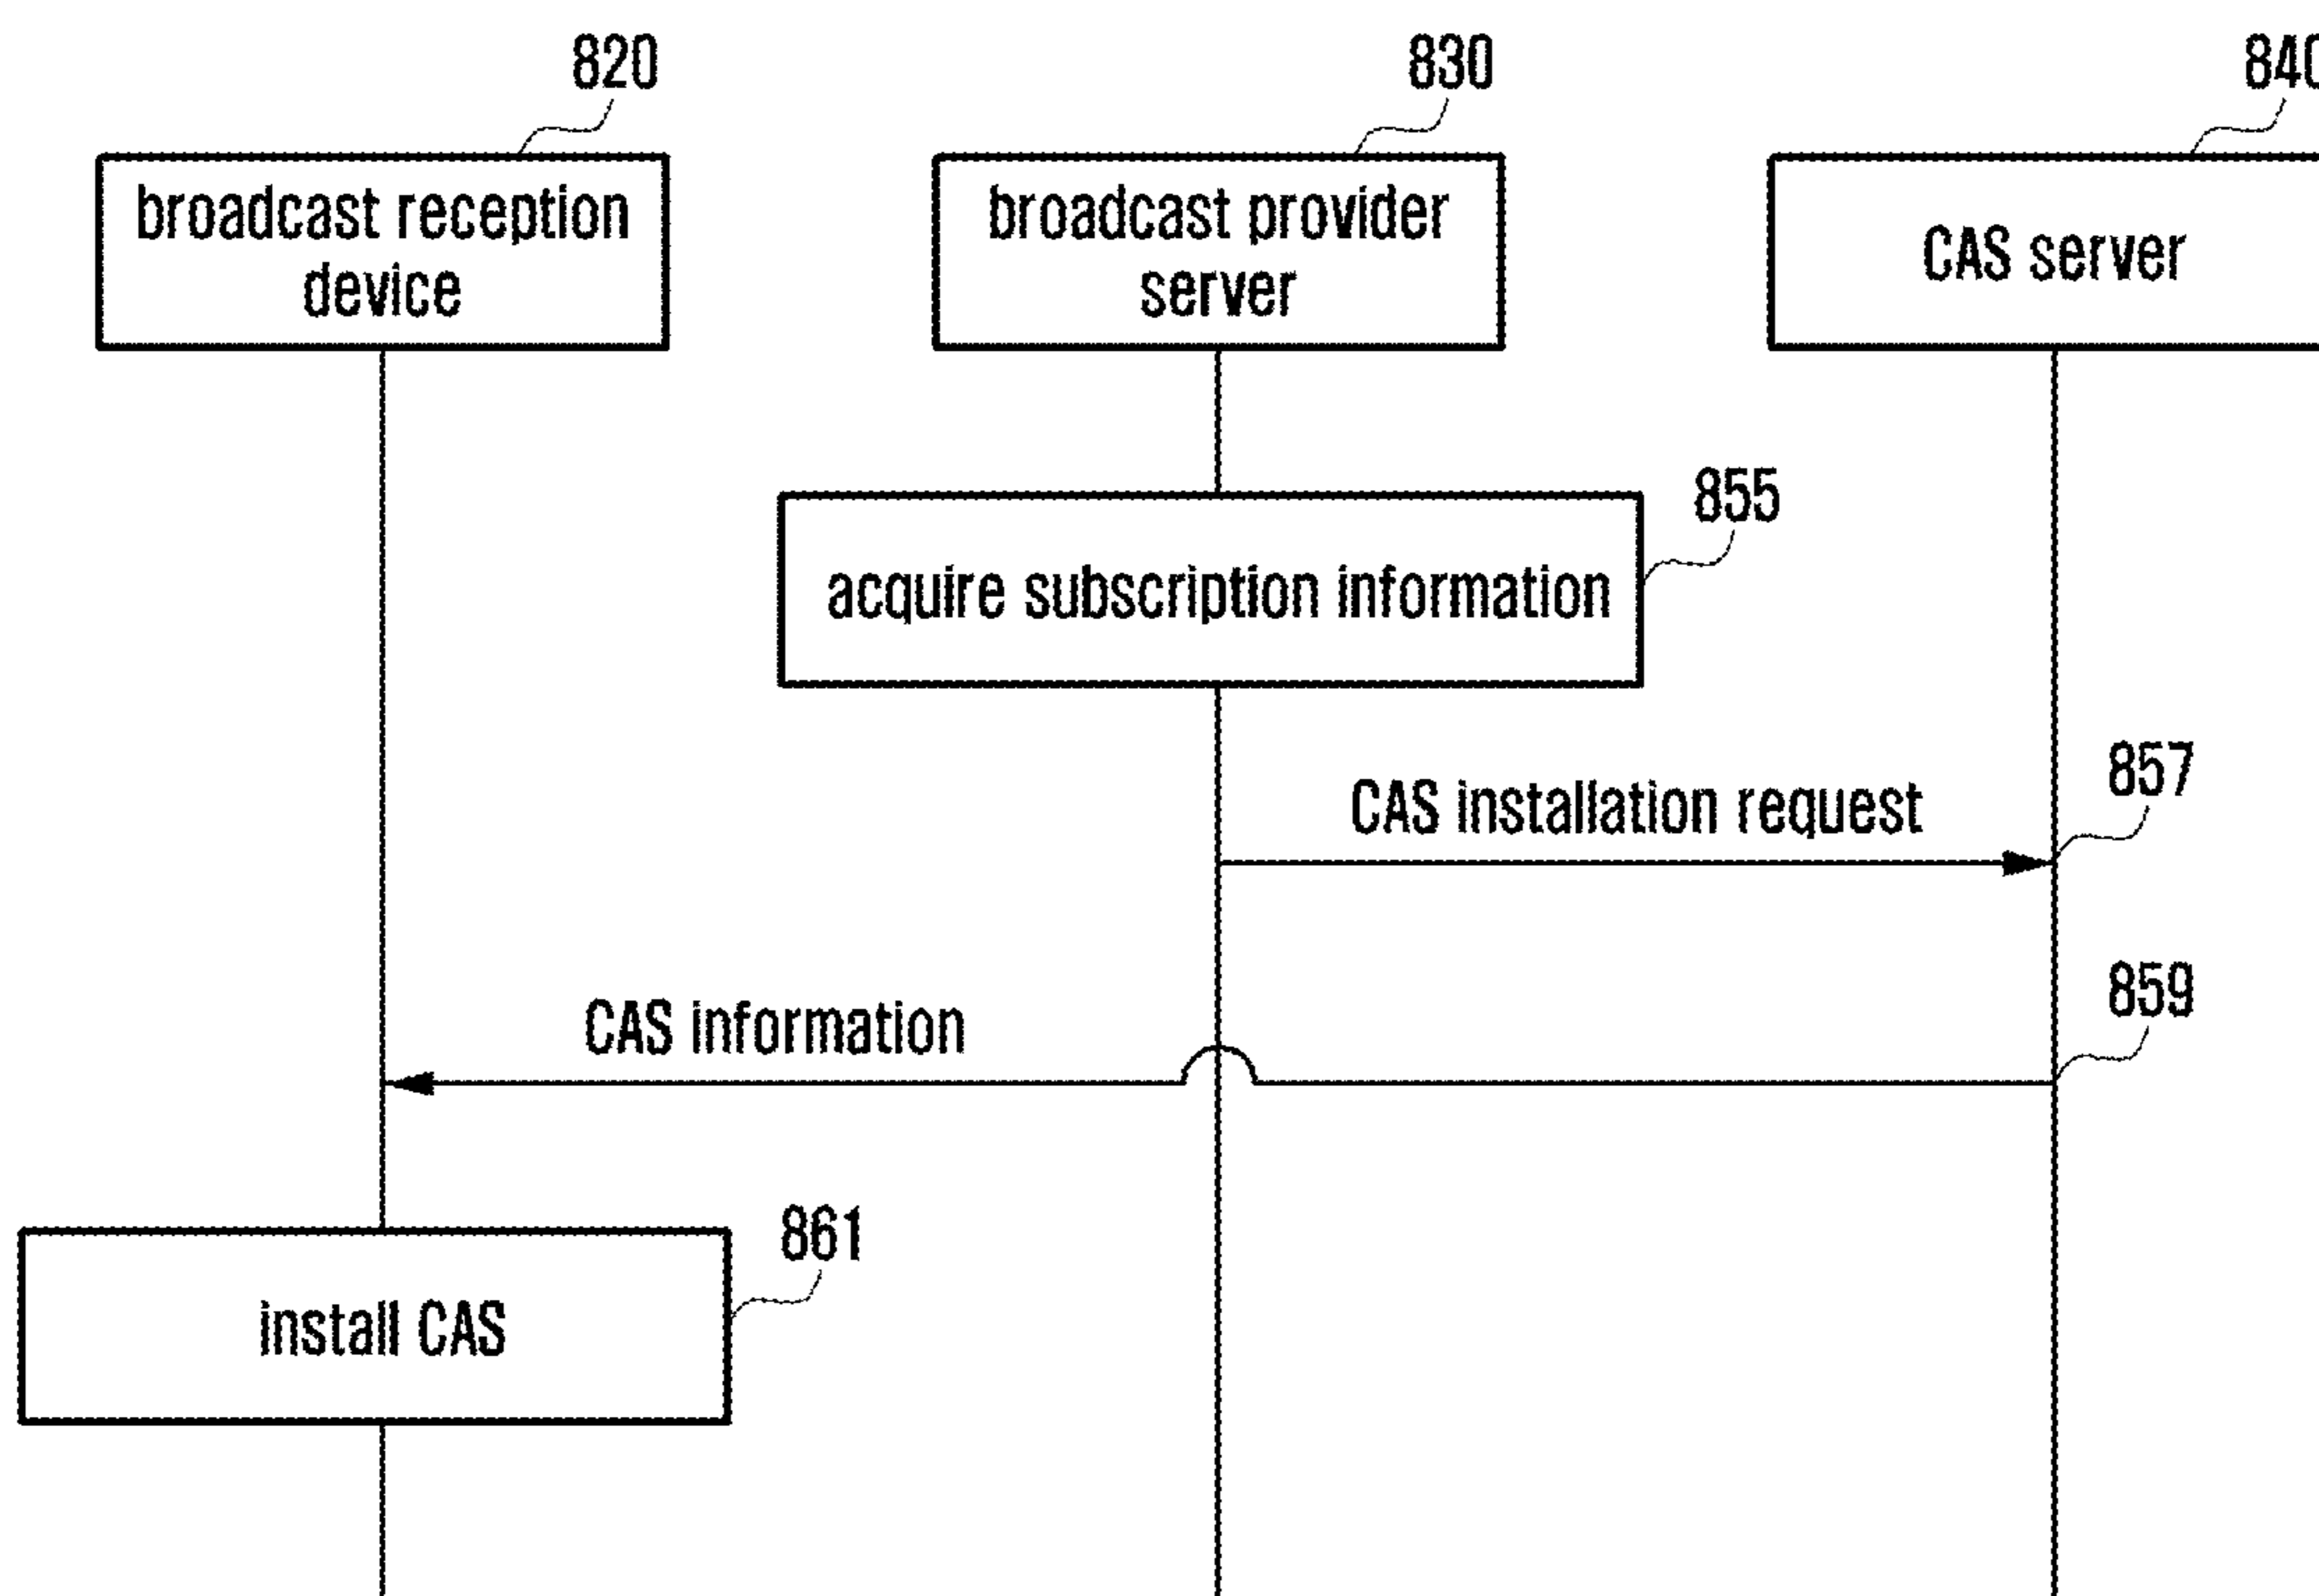 820
830
840
broadcast reception
device
broadcast provider
server
CAS server
855
acquire subscription information
857
CAS installation request
859
CAS information
861
install CAS